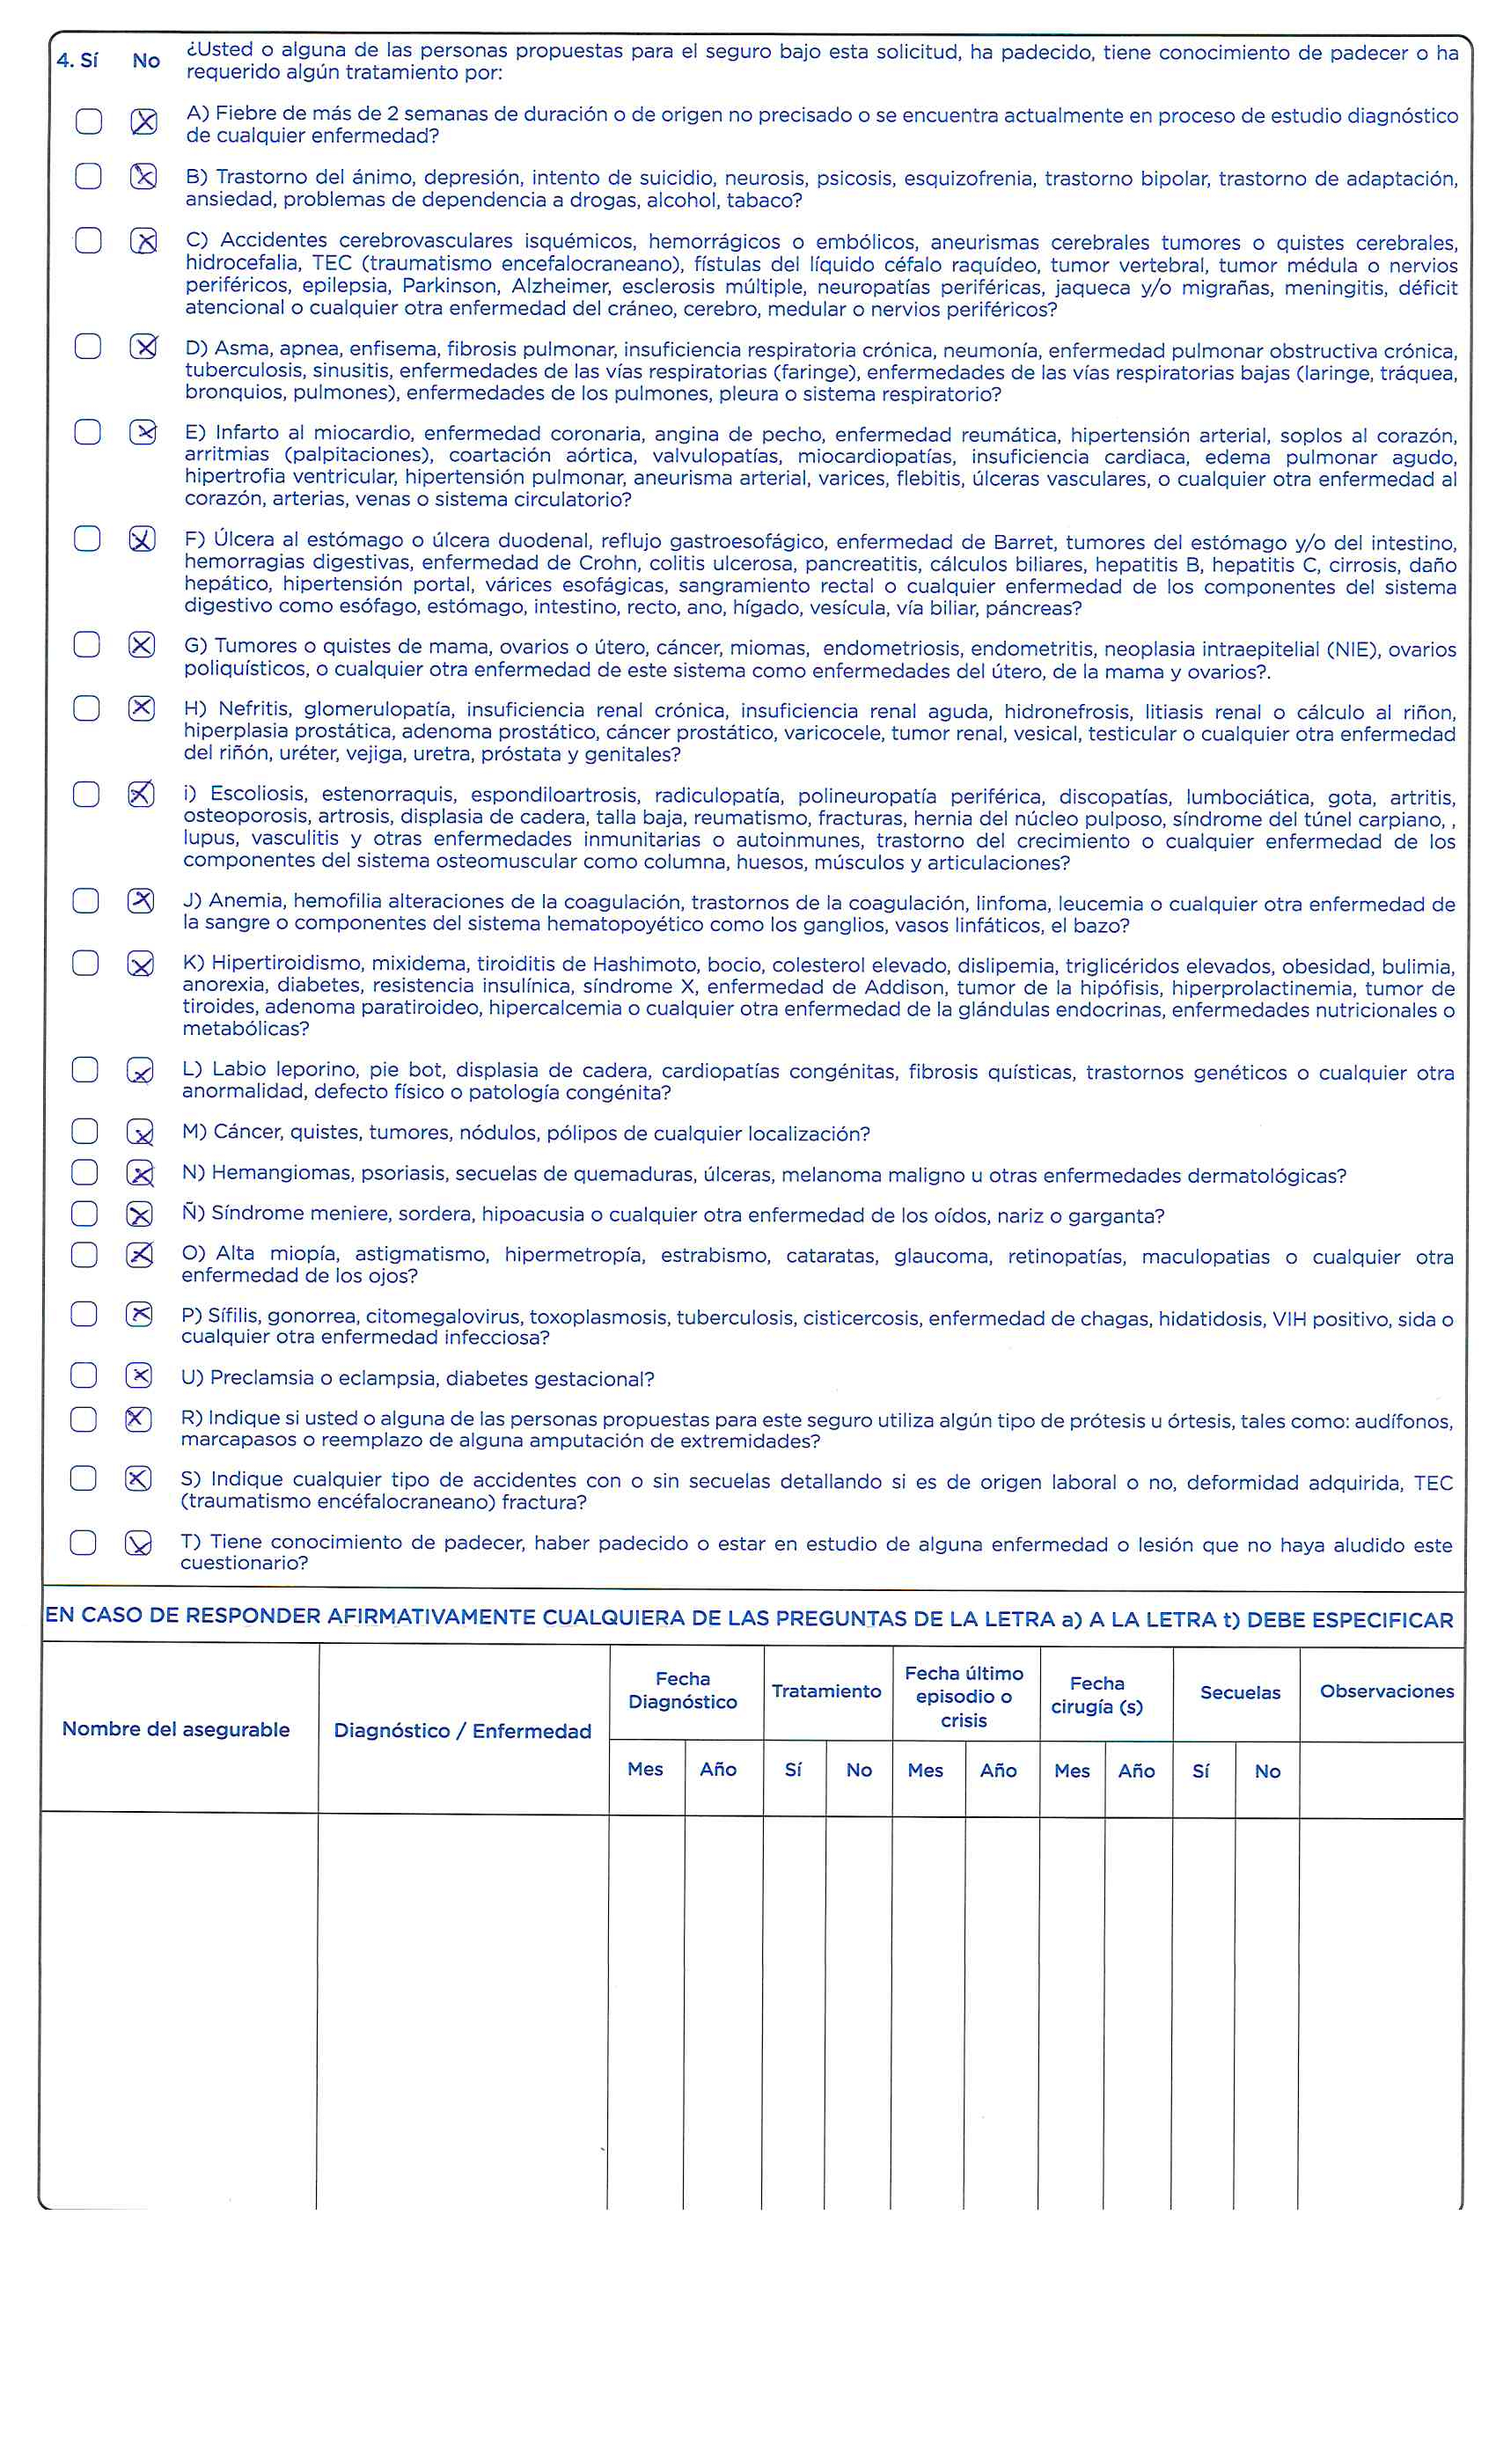 4. Sí No ¿Usted o alguna de las personas propuestas para el seguro bajo esta solicitud, ha padecido, tiene conocimiento de padecer o ha
requerido algún tratamiento por:
A) Fiebre de más de 2 semanas de duración o de origen no precisado o se encuentra actualmente en proceso de estudio diagnóstico
de cualquier enfermedad?
B) Trastorno del ánimo, depresión, intento de suicidio, neurosis, psicosis, esquizofrenia, trastorno bipolar, trastorno de adaptación,
ansiedad, problemas de dependencia a drogas, alcohol, tabaco?
C) Accidentes cerebrovasculares isquémicos, hemorrágicos o embólicos, aneurismas cerebrales tumores o quistes cerebrales,
hidrocefalia, TEC (traumatismo encefalocraneano), fístulas del líquido céfalo raquídeo, tumor vertebral, tumor médula o nervios
periféricos, epilepsia, Parkinson, Alzheimer, esclerosis múltiple, neuropatías periféricas, jaqueca y/o migrañas, meningitis, déficit
atencional o cualquier otra enfermedad del cráneo, cerebro, medular o nervios periféricos?
D) Asma, apnea, enfisema, fibrosis pulmonar, insuficiencia respiratoria crónica, neumonía, enfermedad pulmonar obstructiva crónica,
tuberculosis, sinusitis, enfermedades de las vías respiratorias (faringe), enfermedades de las vías respiratorias bajas (laringe, tráquea,
bronquios, pulmones), enfermedades de los pulmones, pleura o sistema respiratorio?
E) Infarto al miocardio, enfermedad coronaria, angina de pecho, enfermedad reumática, hipertensión arterial, soplos al corazón,
arritmias (palpitaciones), coartación aórtica, valvulopatías, miocardiopatías, insuficiencia cardiaca, edema pulmonar agudo,
hipertrofia ventricular, hipertensión pulmonar, aneurisma arterial, varices, flebitis, úlceras vasculares, o cualquier otra enfermedad al
corazón, arterias, venas o sistema circulatorio?
F) Úlcera al estómago o úlcera duodenal, reflujo gastroesofágico, enfermedad de Barret, tumores del estómago y/o del intestino,
hemorragias digestivas, enfermedad de Crohn, colitis ulcerosa, pancreatitis, cálculos biliares, hepatitis B, hepatitis C, cirrosis, daño
hepático, hipertensión portal, várices esofágicas, sangramiento rectal o cualquier enfermedad de los componentes del sistema
digestivo como esófago, estómago, intestino, recto, ano, hígado, vesícula, vía biliar, páncreas?
G) Tumores o quistes de mama, ovarios o útero, cáncer, miomas, endometriosis, endometritis, neoplasia intraepitelial (NIE), ovarios
poliquísticos, o cualquier otra enfermedad de este sistema como enfermedades del útero, de la mama y ovarios?.
H) Nefritis, glomerulopatía, insuficiencia renal crónica, insuficiencia renal aguda, hidronefrosis, litiasis renal o cálculo al riñon,
hiperplasia prostática, adenoma prostático, cáncer prostático, varicocele, tumor renal, vesical, testicular o cualquier otra enfermedad
del riñón, uréter, vejiga, uretra, próstata y genitales?
i) Escoliosis, estenorraquis, espondiloartrosis, radiculopatía, polineuropatía periférica, discopatías, lumbociática, gota, artritis,
osteoporosis, artrosis, displasia de cadera, talla baja, reumatismo, fracturas, hernia del núcleo pulposo, síndrome del túnel carpiano, ,
lupus, vasculitis y otras enfermedades inmunitarias o autoinmunes, trastorno del crecimiento o cualquier enfermedad de los
componentes del sistema osteomuscular como columna, huesos, músculos y articulaciones?
J) Anemia, hemofilia alteraciones de la coagulación, trastornos de la coagulación, linfoma, leucemia o cualquier otra enfermedad de
la sangre o componentes del sistema hematopoyético como los ganglios, vasos linfáticos, el bazo?
K) Hipertiroidismo, mixidema, tiroiditis de Hashimoto, bocio, colesterol elevado, dislipemia, triglicéridos elevados, obesidad, bulimia,
anorexia, diabetes, resistencia insulínica, síndrome X, enfermedad de Addison, tumor de la hipófisis, hiperprolactinemia, tumor de
tiroides, adenoma paratiroideo, hipercalcemia o cualquier otra enfermedad de la glándulas endocrinas, enfermedades nutricionales o
metabólicas?
L) Labio leporino, pie bot, displasia de cadera, cardiopatías congénitas, fibrosis quísticas, trastornos genéticos o cualquier otra
anormalidad, defecto físico o patología congénita?
M) Cáncer, quistes, tumores, nódulos, pólipos de cualquier localización?
N) Hemangiomas, psoriasis, secuelas de quemaduras, úlceras, melanoma maligno u otras enfermedades dermatológicas?
Ñ) Síndrome meniere, sordera, hipoacusia o cualquier otra enfermedad de los oídos, nariz o garganta?
O) Alta miopía, astigmatismo, hipermetropía, estrabismo, cataratas, glaucoma, retinopatías, maculopatias o cualquier otra
enfermedad de los ojos?
P) Sífilis, gonorrea, citomegalovirus, toxoplasmosis, tuberculosis, cisticercosis, enfermedad de chagas, hidatidosis, VIH positivo, sida o
cualquier otra enfermedad infecciosa?
U) Preclamsia o eclampsia, diabetes gestacional?
R) Indique si usted o alguna de las personas propuestas para este seguro utiliza algún tipo de prótesis u órtesis, tales como: audífonos,
marcapasos o reemplazo de alguna amputación de extremidades?
S) Indique cualquier tipo de accidentes con o sin secuelas detallando si es de origen laboral o no, deformidad adquirida, TEC
(traumatismo encéfalocraneano) fractura?
T) Tiene conocimiento de padecer, haber padecido o estar en estudio de alguna enfermedad o lesión que no haya aludido este
cuestionario?
EN CASO DE RESPONDER AFIRMATIVAMENTE CUALQUIERA DE LAS PREGUNTAS DE LA LETRA a) A LA LETRA t) DEBE ESPECIFICAR
Nombre del asegurable
Diagnóstico / Enfermedad
Fecha
Diagnóstico
Tratamiento
Fecha último
episodio o
crisis
Fecha
cirugía (s)
Secuelas
Observaciones
Mes Año Sí No Mes Año Mes Año Sí No